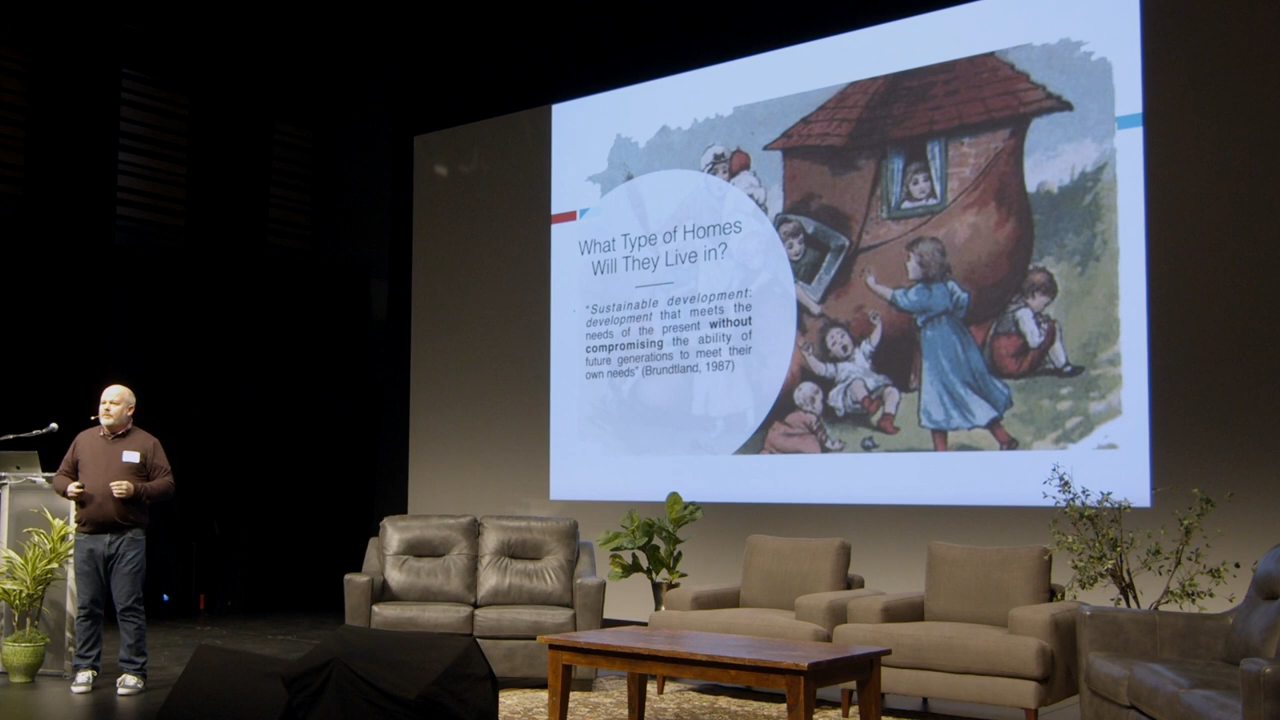 What Type of Homes
Will They Live in?
"Sustainable development:
development that meets the
needs of the present without
compromising the ability of
future generations to meet their
own needs" (Brundtland, 1987)